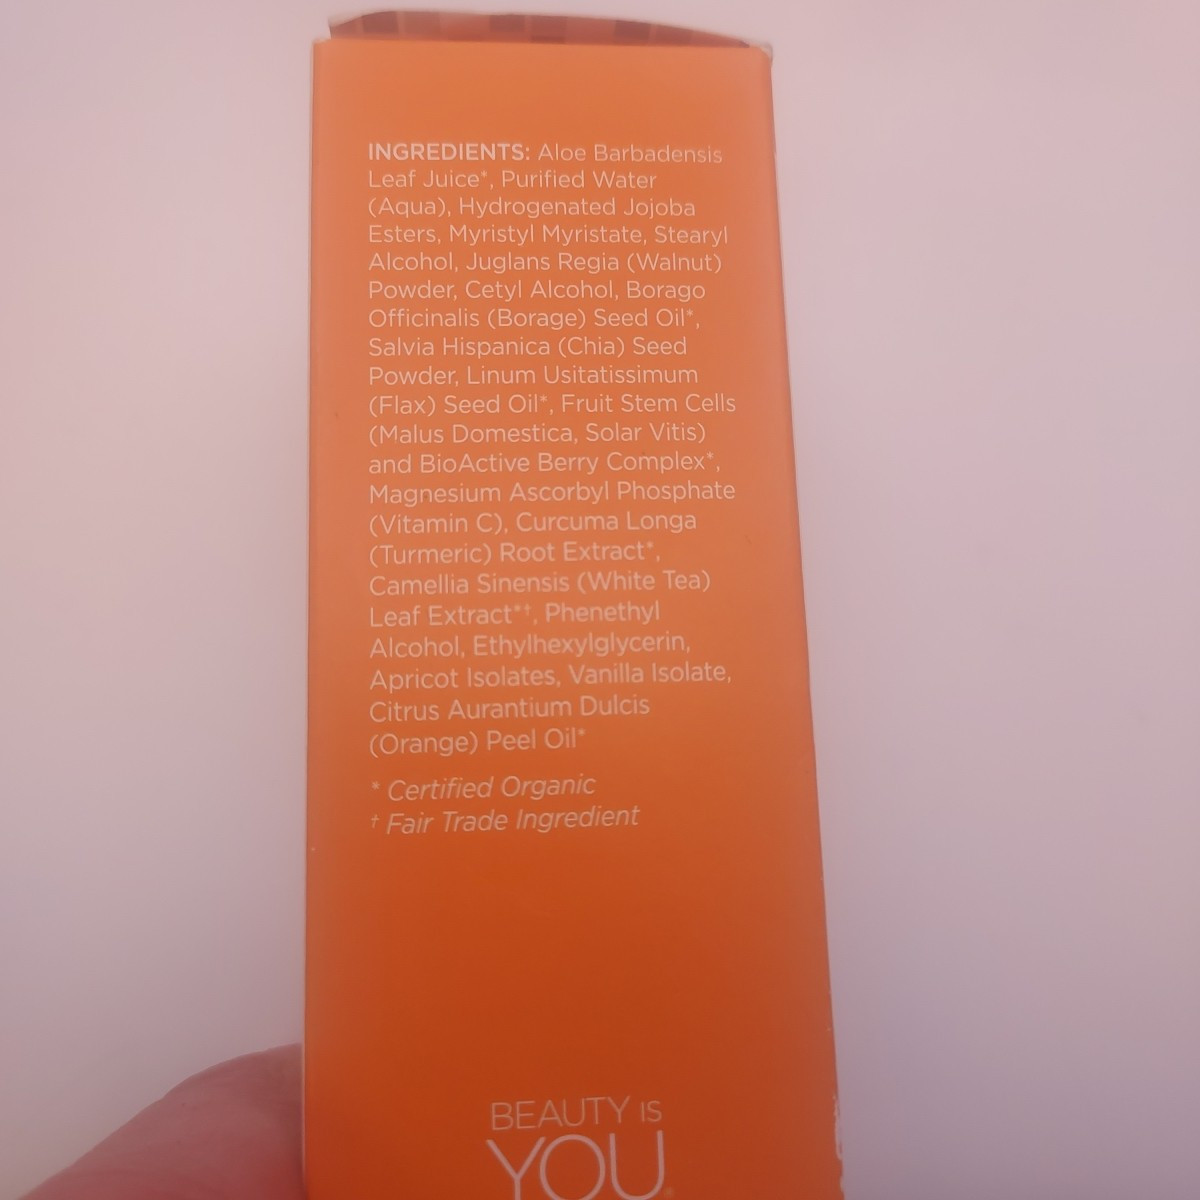 INGREDIENTS: Aloe Barbadensis
Leaf Juice*, Purified Water
(Aqua), Hydrogenated Jojoba
Esters, Myristyl Myristate, Stearyl
Alcohol, Juglans Regia (Walnut)
Powder, Cetyl Alcohol, Borago
Officinalis (Borage) Seed Oil*,
Salvia Hispanica (Chia) Seed
Powder, Linum Usitatissimum
(Flax) Seed Oil*, Fruit Stem Cells
(Malus Domestica, Solar Vitis)
and BioActive Berry Complex*,
Magnesium Ascorbyl Phosphate
(Vitamin C), Curcuma Longa
(Turmeric) Root Extract*,
Camellia Sinensis (White Tea)
Leaf Extract*†, Phenethyl
Alcohol, Ethylhexylglycerin,
Apricot Isolates, Vanilla Isolate,
Citrus Aurantium Dulcis
(Orange) Peel Oil*
* Certified Organic
† Fair Trade Ingredient
BEAUTY IS
YOU